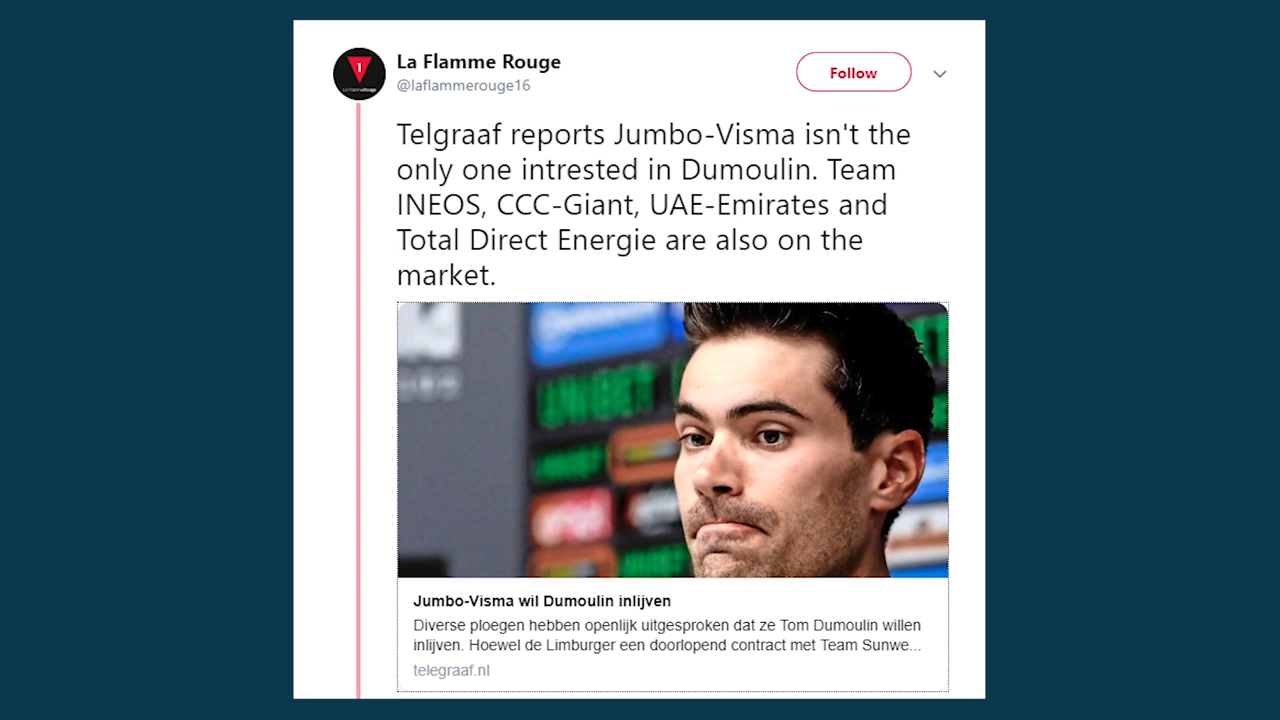 La Flamme Rouge
@laflammerouge16
Follow
Telgraaf reports Jumbo-Visma isn't the
only one intrested in Dumoulin. Team
INEOS, CCC-Giant, UAE-Emirates and
Total Direct Energie are also on the
market.
UNIBET
Jumbo-Visma wil Dumoulin inlijven
Diverse ploegen hebben openlijk uitgesproken dat ze Tom Dumoulin willen
inlijven. Hoewel de Limburger een doorlopend contract met Team Sunwe...
telegraaf.nl